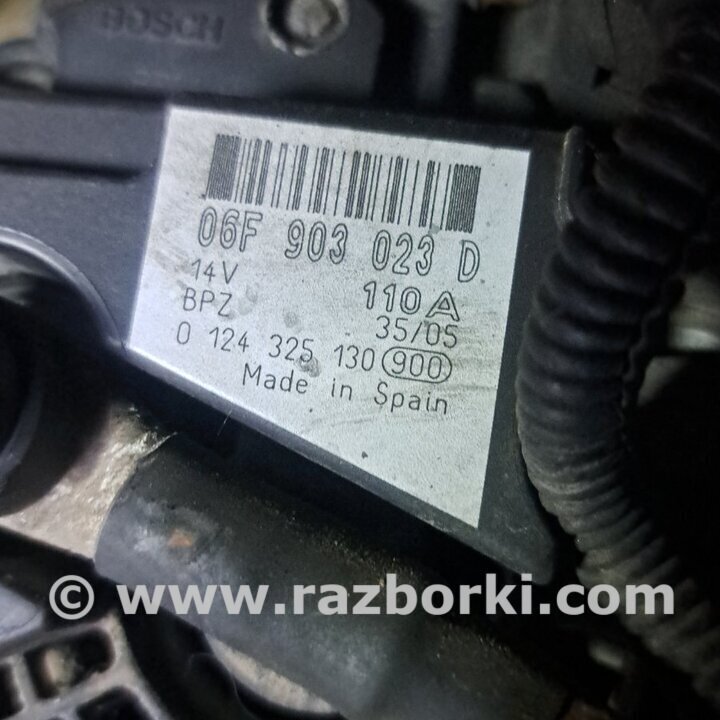 BOSCH
06F 903 023 D
14V 110A
BPZ 35/05
0 124 325 130 900
Made in Spain
© www.razborki.com